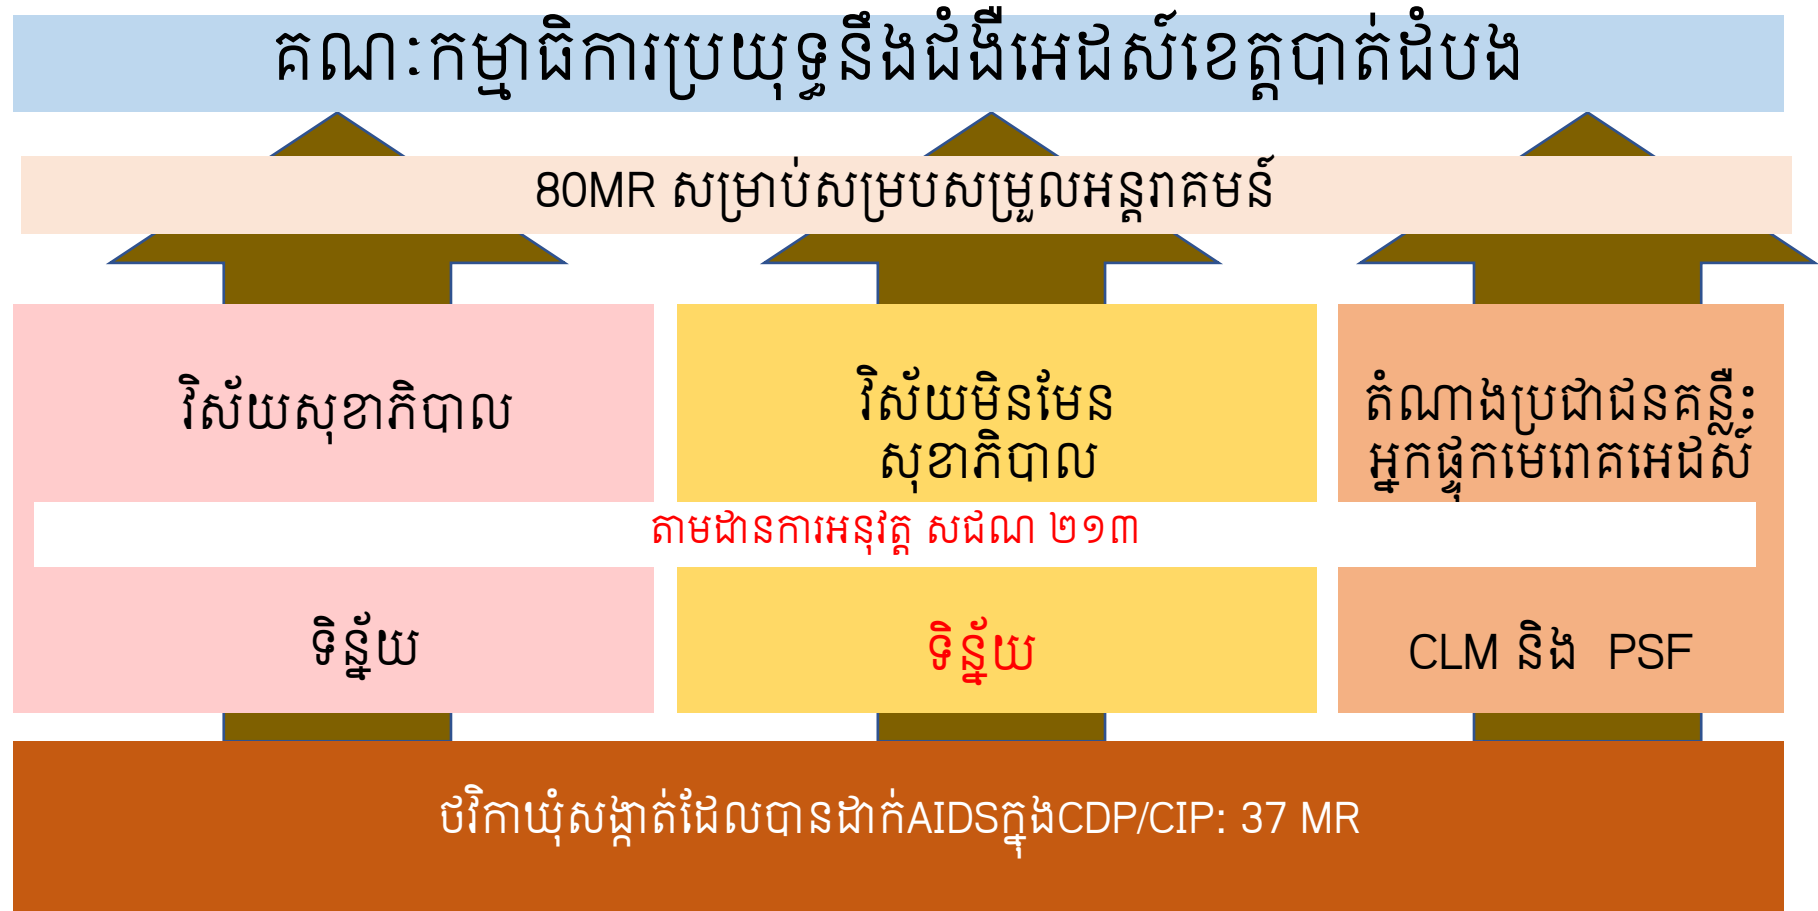 គណៈកម្មាធិការប្រយុទ្ធនឹងជំងឺអេដស៍ខេត្តបាត់ដំបង
80MR សម្រាប់សម្របសម្រួលអន្តរាគមន៍
វិស័យសុខាភិបាល
វិស័យមិនមែន
សុខាភិបាល
តំណាងប្រជាជនគន្លឹះ
អ្នកផ្ទុកមេរោគអេដស៍
តាមដានការអនុវត្ត សជណ ២១៣
ទិន្ន័យ
ទិន្ន័យ
CLM និង PSF
ថវិកាឃុំសង្កាត់ដែលបានដាក់AIDSក្នុងCDP/CIP: 37 MR